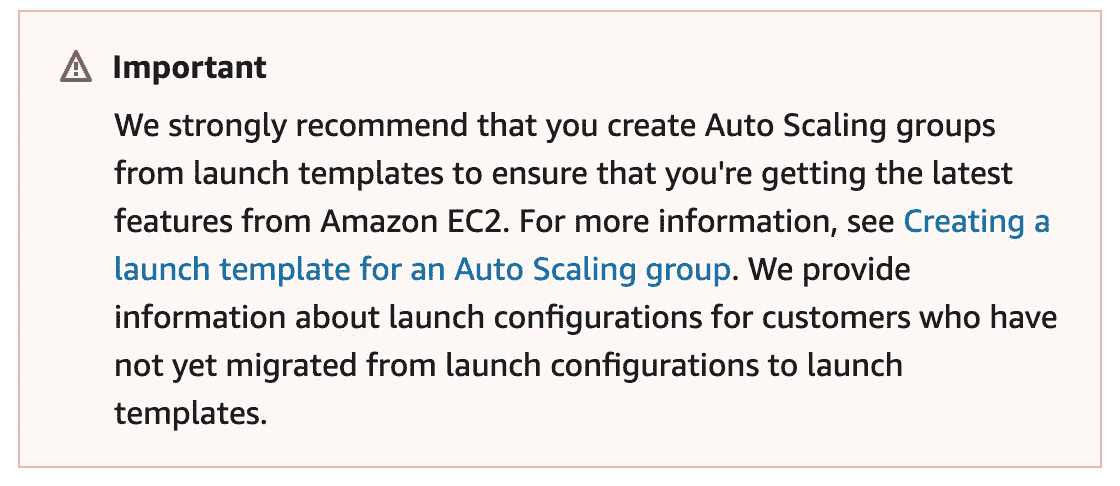 Important
We strongly recommend that you create Auto Scaling groups
from launch templates to ensure that you're getting the latest
features from Amazon EC2. For more information, see Creating a
launch template for an Auto Scaling group. We provide
information about launch configurations for customers who have
not yet migrated from launch configurations to launch
templates.